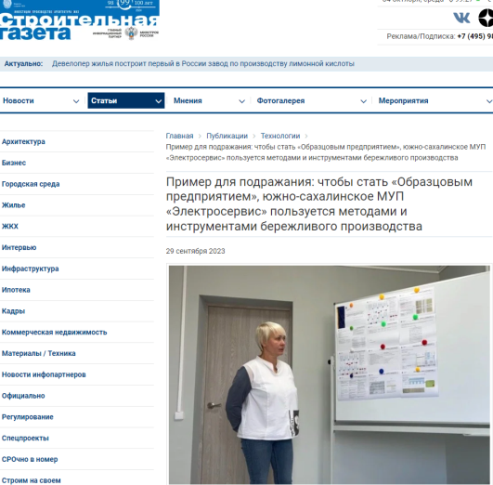 Строительная
газета
Реклама/Подписка: +7 (495) 98
Актуально: Девелопер жилья построит первый в России завод по производству лимонной кислоты
Новости Статьи Мнения Фотогалерея Мероприятия
Архитектура
Бизнес
Городская среда
Жилье
ЖКХ
Интервью
Инфраструктура
Ипотека
Кадры
Коммерческая недвижимость
Материалы / Техника
Новости инфопартнеров
Официально
Регулирование
Спецпроекты
СРОчно в номер
Строим на своем
Главная > Публикации > Технологии >
Пример для подражания: чтобы стать «Образцовым предприятием», южно-сахалинское МУП
«Электросервис» пользуется методами и инструментами бережливого производства
Пример для подражания: чтобы стать «Образцовым
предприятием», южно-сахалинское МУП
«Электросервис» пользуется методами и
инструментами бережливого производства
29 сентября 2023